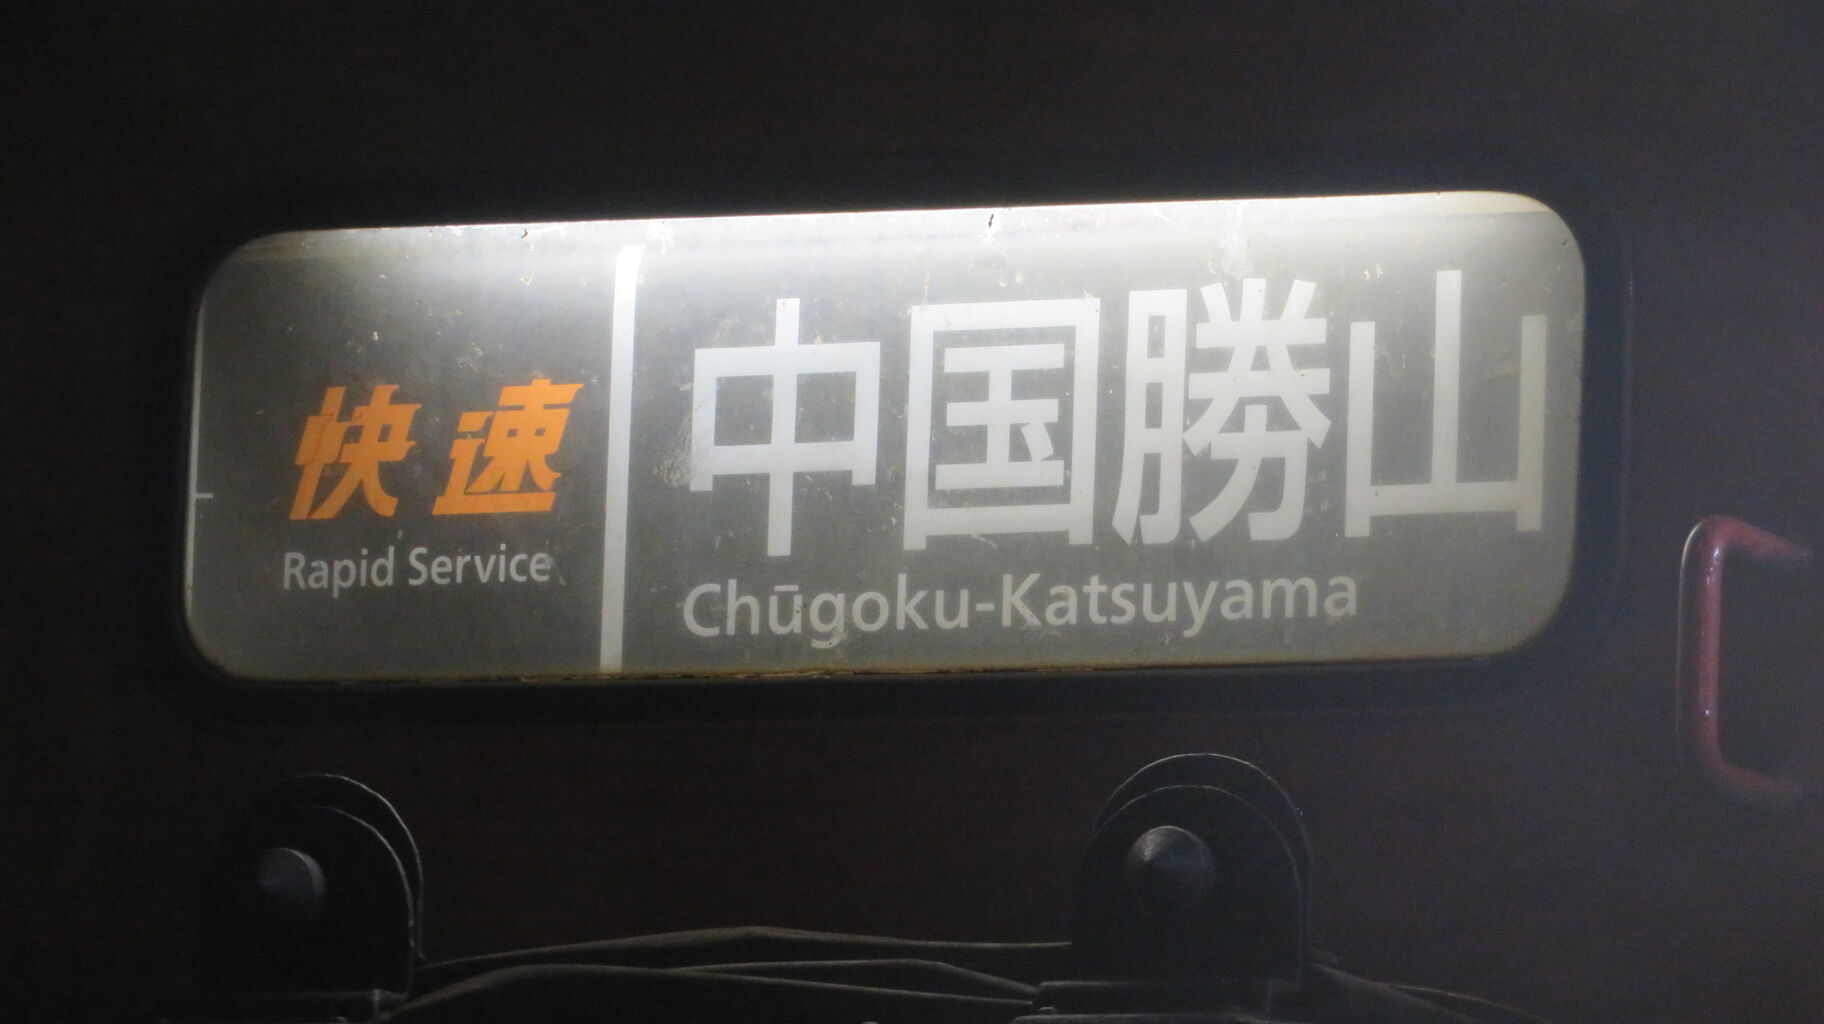 快速
Rapid Service
中国勝山
Chūgoku-Katsuyama